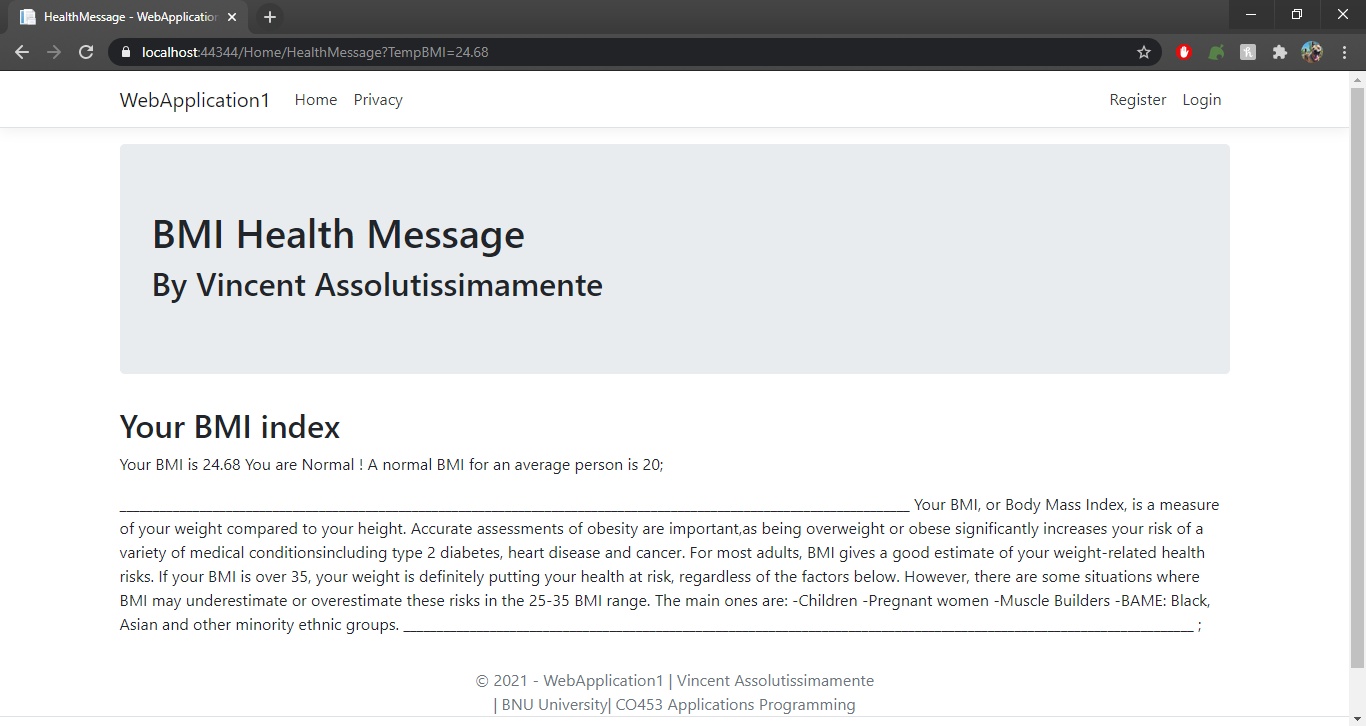 HealthMessage - WebApplication
localhost:44344/Home/HealthMessage?TempBMI=24.68
WebApplication1 Home Privacy Register Login
BMI Health Message
By Vincent Assolutissimamente
Your BMI index
Your BMI is 24.68 You are Normal ! A normal BMI for an average person is 20;
Your BMI, or Body Mass Index, is a measure
of your weight compared to your height. Accurate assessments of obesity are important,as being overweight or obese significantly increases your risk of a
variety of medical conditionsincluding type 2 diabetes, heart disease and cancer. For most adults, BMI gives a good estimate of your weight-related health
risks. If your BMI is over 35, your weight is definitely putting your health at risk, regardless of the factors below. However, there are some situations where
BMI may underestimate or overestimate these risks in the 25-35 BMI range. The main ones are: -Children -Pregnant women -Muscle Builders -BAME: Black,
Asian and other minority ethnic groups. ;
© 2021 - WebApplication1 | Vincent Assolutissimamente
| BNU University| CO453 Applications Programming